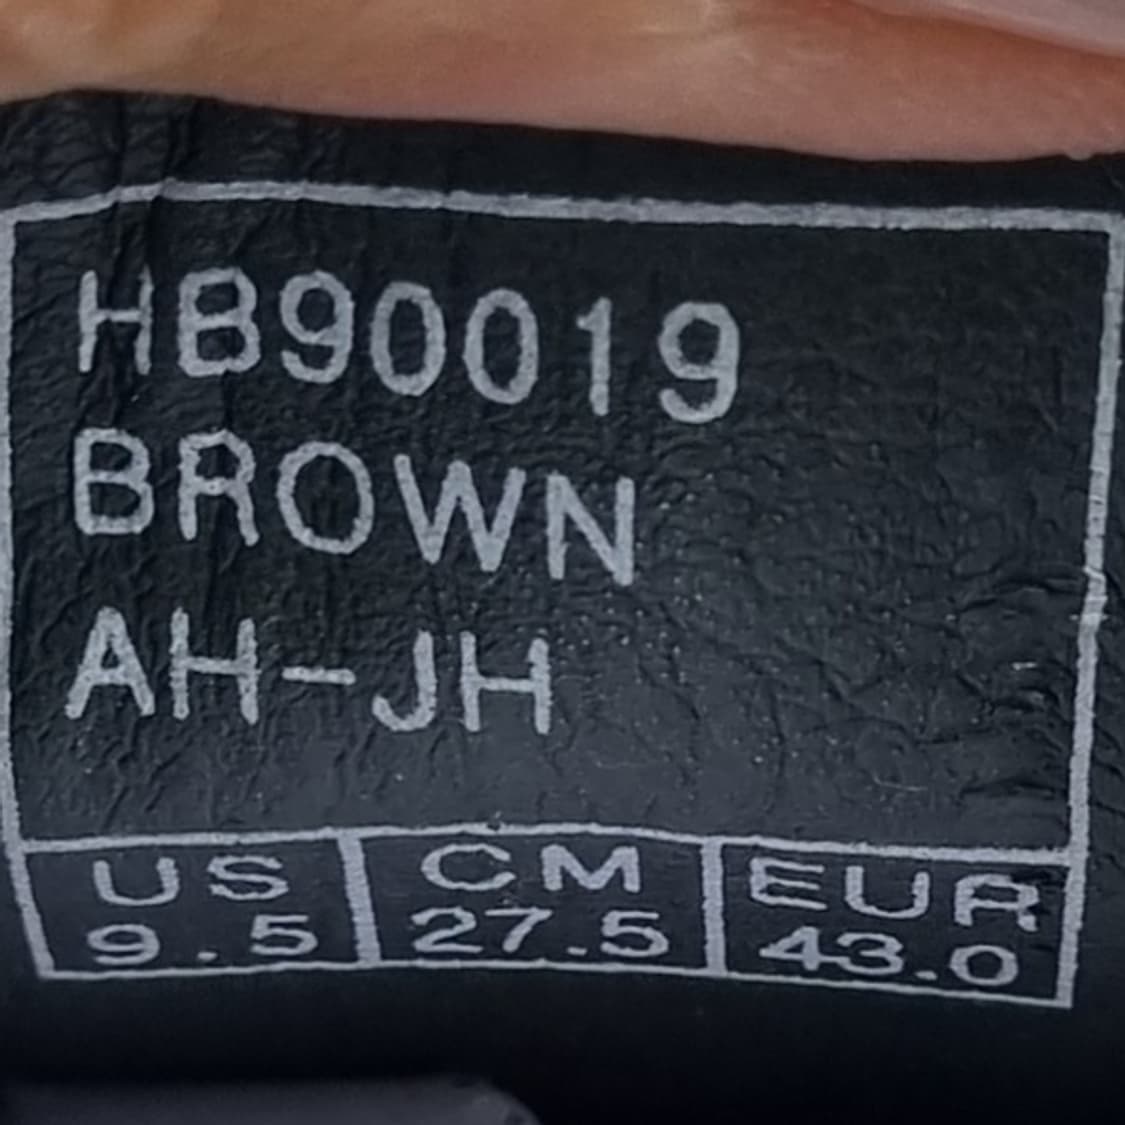 HB90019
BROWN
AH-JH
US CM EUR
9.5 27.5 43.0